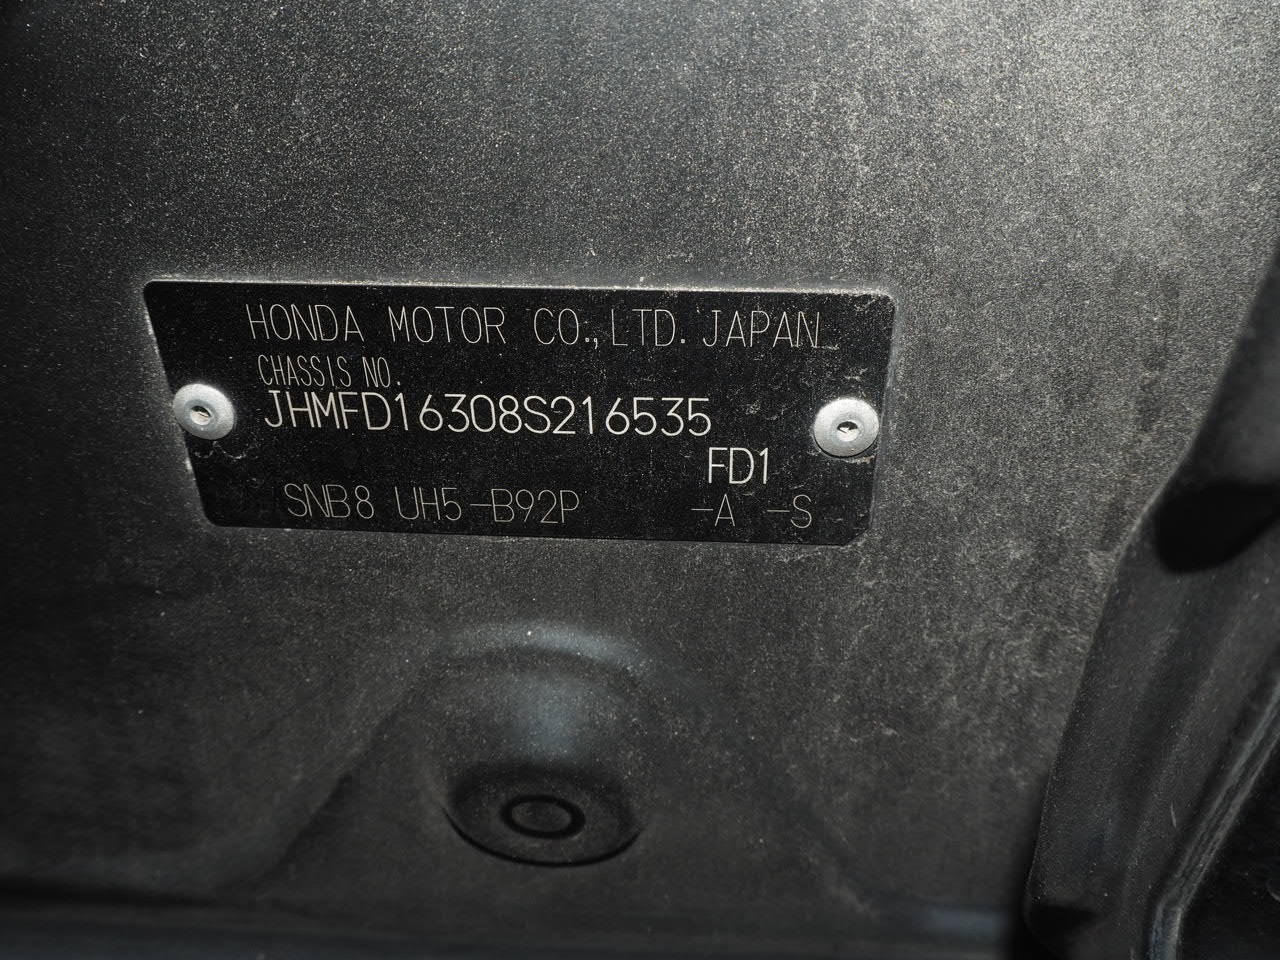 HONDA MOTOR CO.,LTD. JAPAN
CHASSIS NO.
JHMFD16308S216535
FD1
SNB8 UH5-B92P -A -S